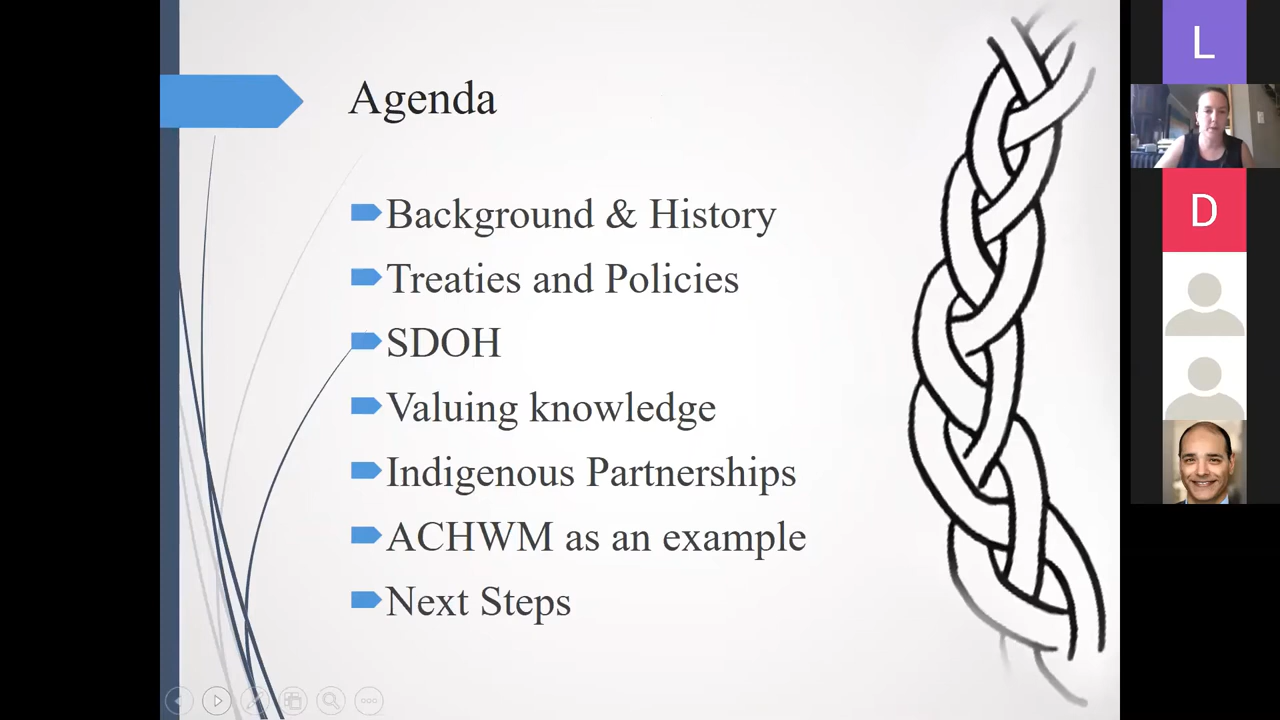 Agenda
Background & History
Treaties and Policies
SDOH
Valuing knowledge
Indigenous Partnerships
ACHWM as an example
Next Steps
L
D